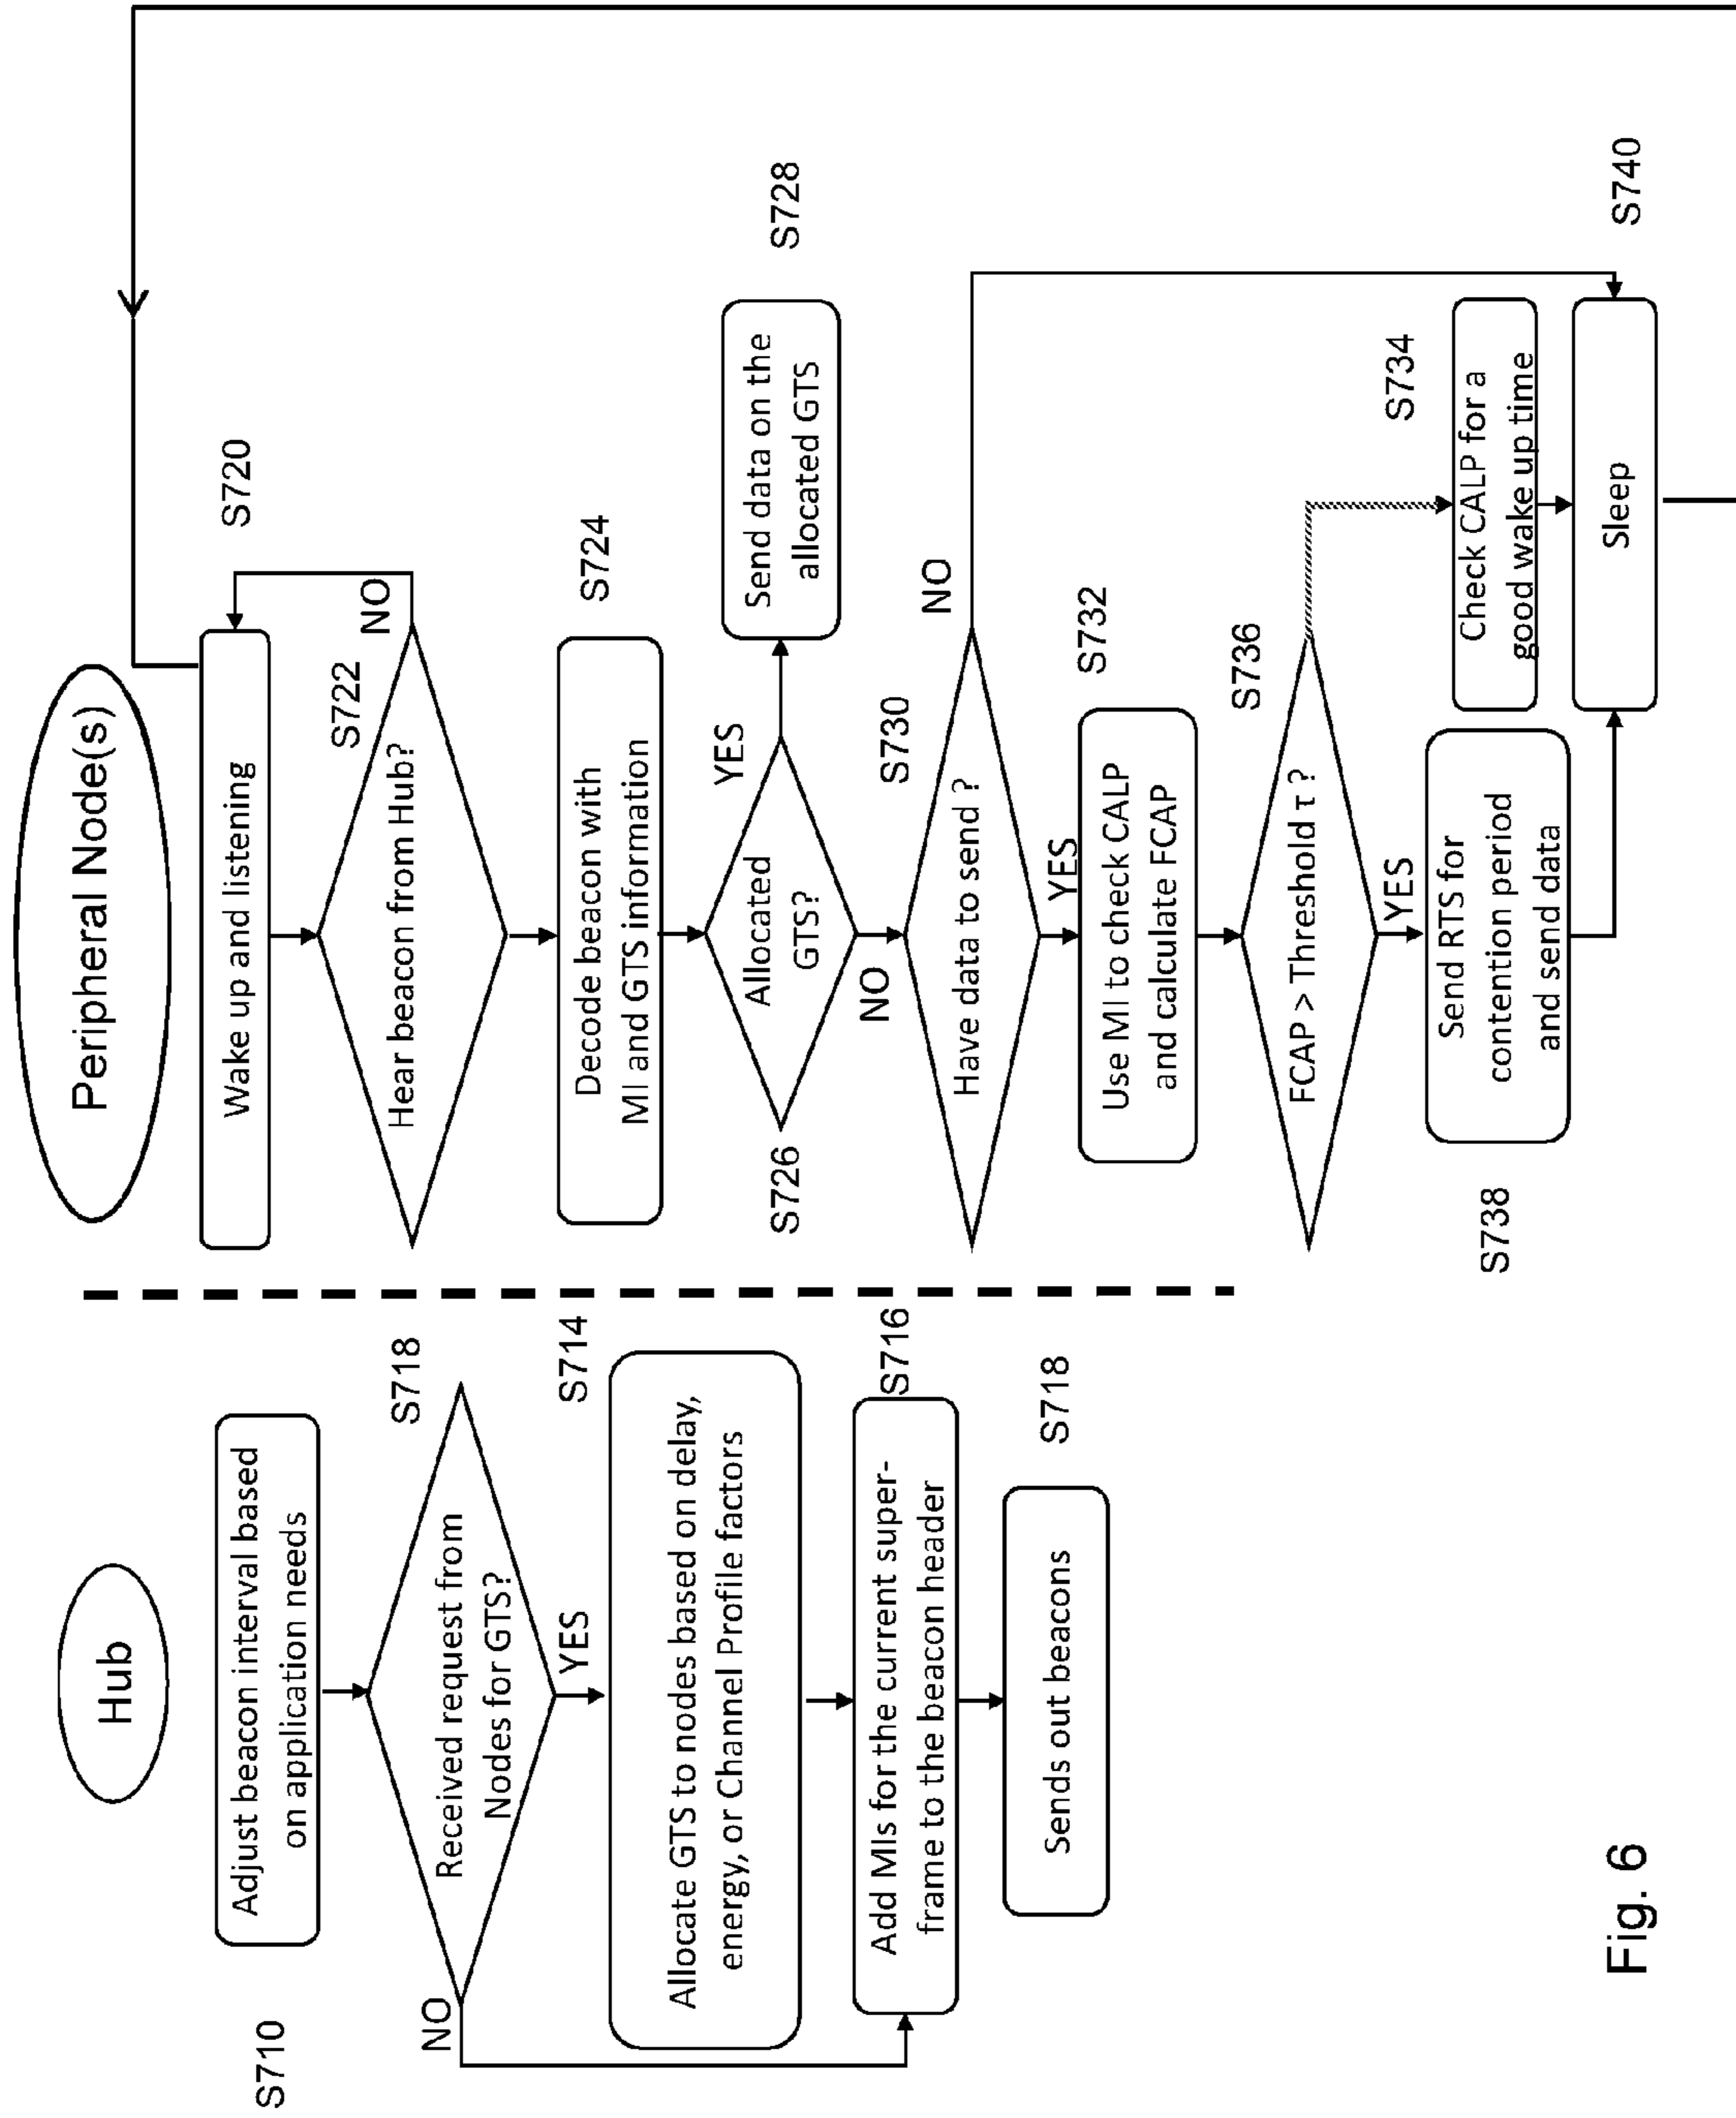 Hub
S710
Adjust beacon interval based
on application needs
S718
Received request from
Nodes for GTS?
NO
YES
S714
Allocate GTS to nodes based on delay,
energy, or Channel Profile factors
S716
Add MIs for the current super-
frame to the beacon header
S718
Sends out beacons
Peripheral Node(s)
S720
Wake up and listening
S722
Hear beacon from Hub?
NO
S724
Decode beacon with
MI and GTS information
S726
Allocated
GTS?
YES
S728
Send data on the
allocated GTS
NO
S730
Have data to send ?
NO
YES
S732
Use MI to check CALP
and calculate FCAP
S736
FCAP > Threshold τ ?
YES
S734
Check CALP for a
good wake up time
S738
Send RTS for
contention period
and send data
S740
Sleep
Fig. 6